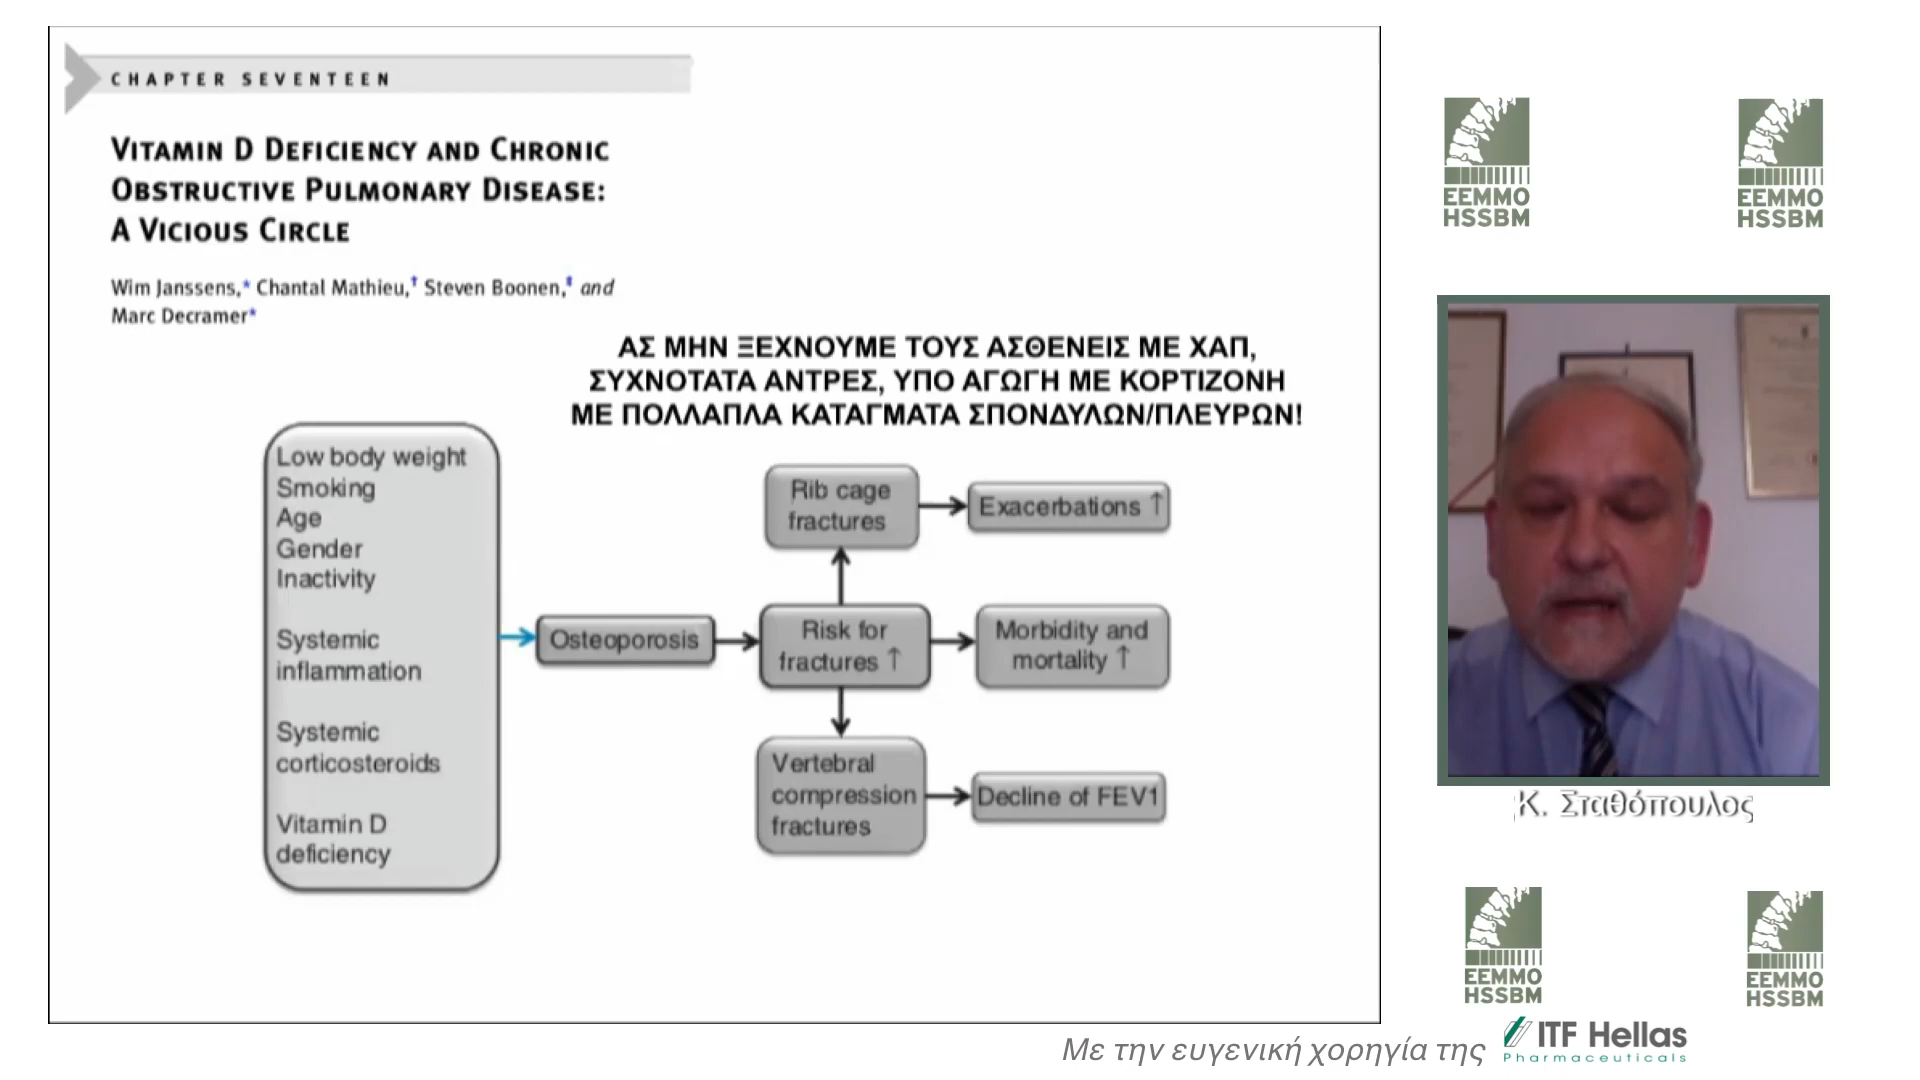 CHAPTER SEVENTEEN
VITAMIN D DEFICIENCY AND CHRONIC
OBSTRUCTIVE PULMONARY DISEASE:
A VICIOUS CIRCLE
Wim Janssens,* Chantal Mathieu,† Steven Boonen,‡ and
Marc Decramer*
ΑΣ ΜΗΝ ΞΕΧΝΟΥΜΕ ΤΟΥΣ ΑΣΘΕΝΕΙΣ ΜΕ ΧΑΠ,
ΣΥΧΝΟΤΑΤΑ ΑΝΤΡΕΣ, ΥΠΟ ΑΓΩΓΗ ΜΕ ΚΟΡΤΙΖΟΝΗ
ΜΕ ΠΟΛΛΑΠΛΑ ΚΑΤΑΓΜΑΤΑ ΣΠΟΝΔΥΛΩΝ/ΠΛΕΥΡΩΝ!
Low body weight
Smoking
Age
Gender
Inactivity
Systemic
inflammation
Systemic
corticosteroids
Vitamin D
deficiency
Osteoporosis
Rib cage
fractures
Exacerbations ↑
Risk for
fractures ↑
Morbidity and
mortality ↑
Vertebral
compression
fractures
Decline of FEV1
ΕΕΜΜΟ
HSSBM
ΕΕΜΜΟ
HSSBM
Κ. Σταθόπουλος
ΕΕΜΜΟ
HSSBM
ΕΕΜΜΟ
HSSBM
Με την ευγενική χορηγία της
ITF Hellas
Pharmaceuticals